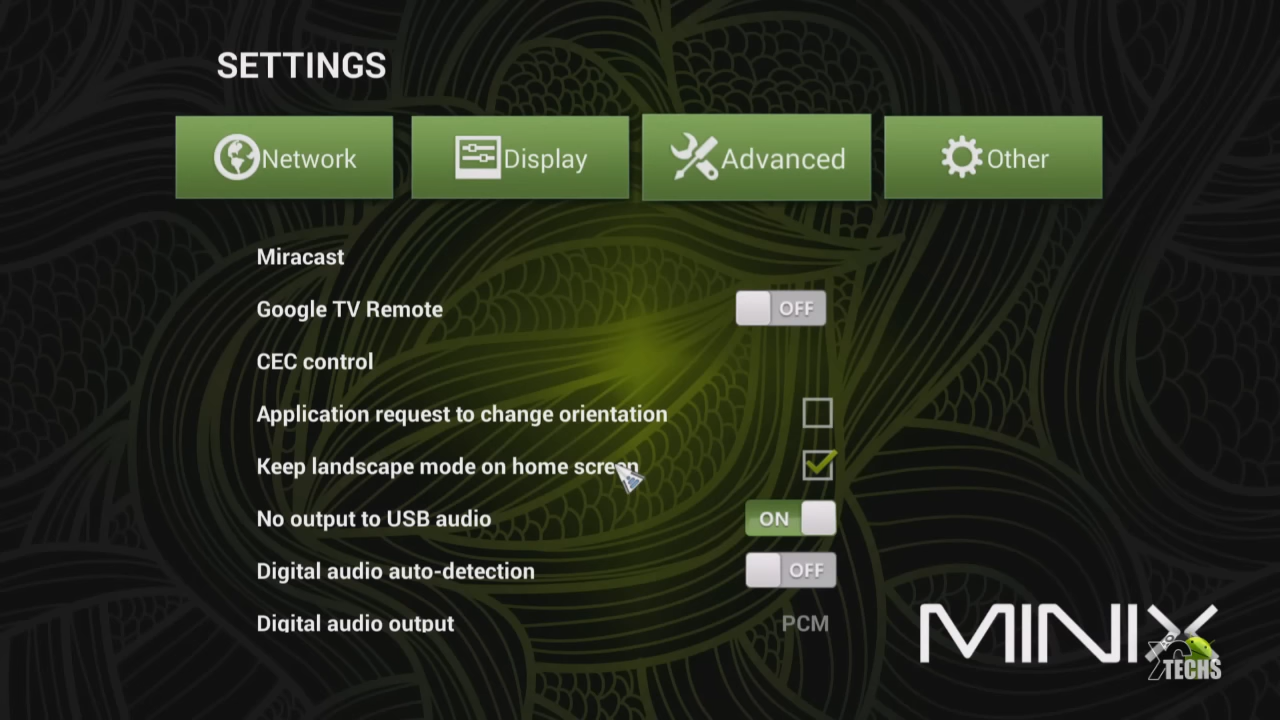 SETTINGS
Network
Display
Advanced
Other
Miracast
Google TV Remote OFF
CEC control
Application request to change orientation
Keep landscape mode on home screen
No output to USB audio ON
Digital audio auto-detection OFF
Digital audio output PCM
MINIX
TECHS